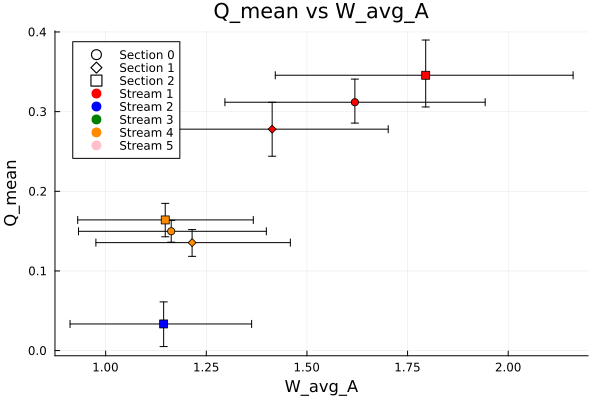 Q_mean vs W_avg_A
0.4
Section 0
Section 1
Section 2
Stream 1
Stream 2
Stream 3
Stream 4
Stream 5
0.3
Q_mean
0.2
0.1
0.0
1.00 1.25 1.50 1.75 2.00
W_avg_A